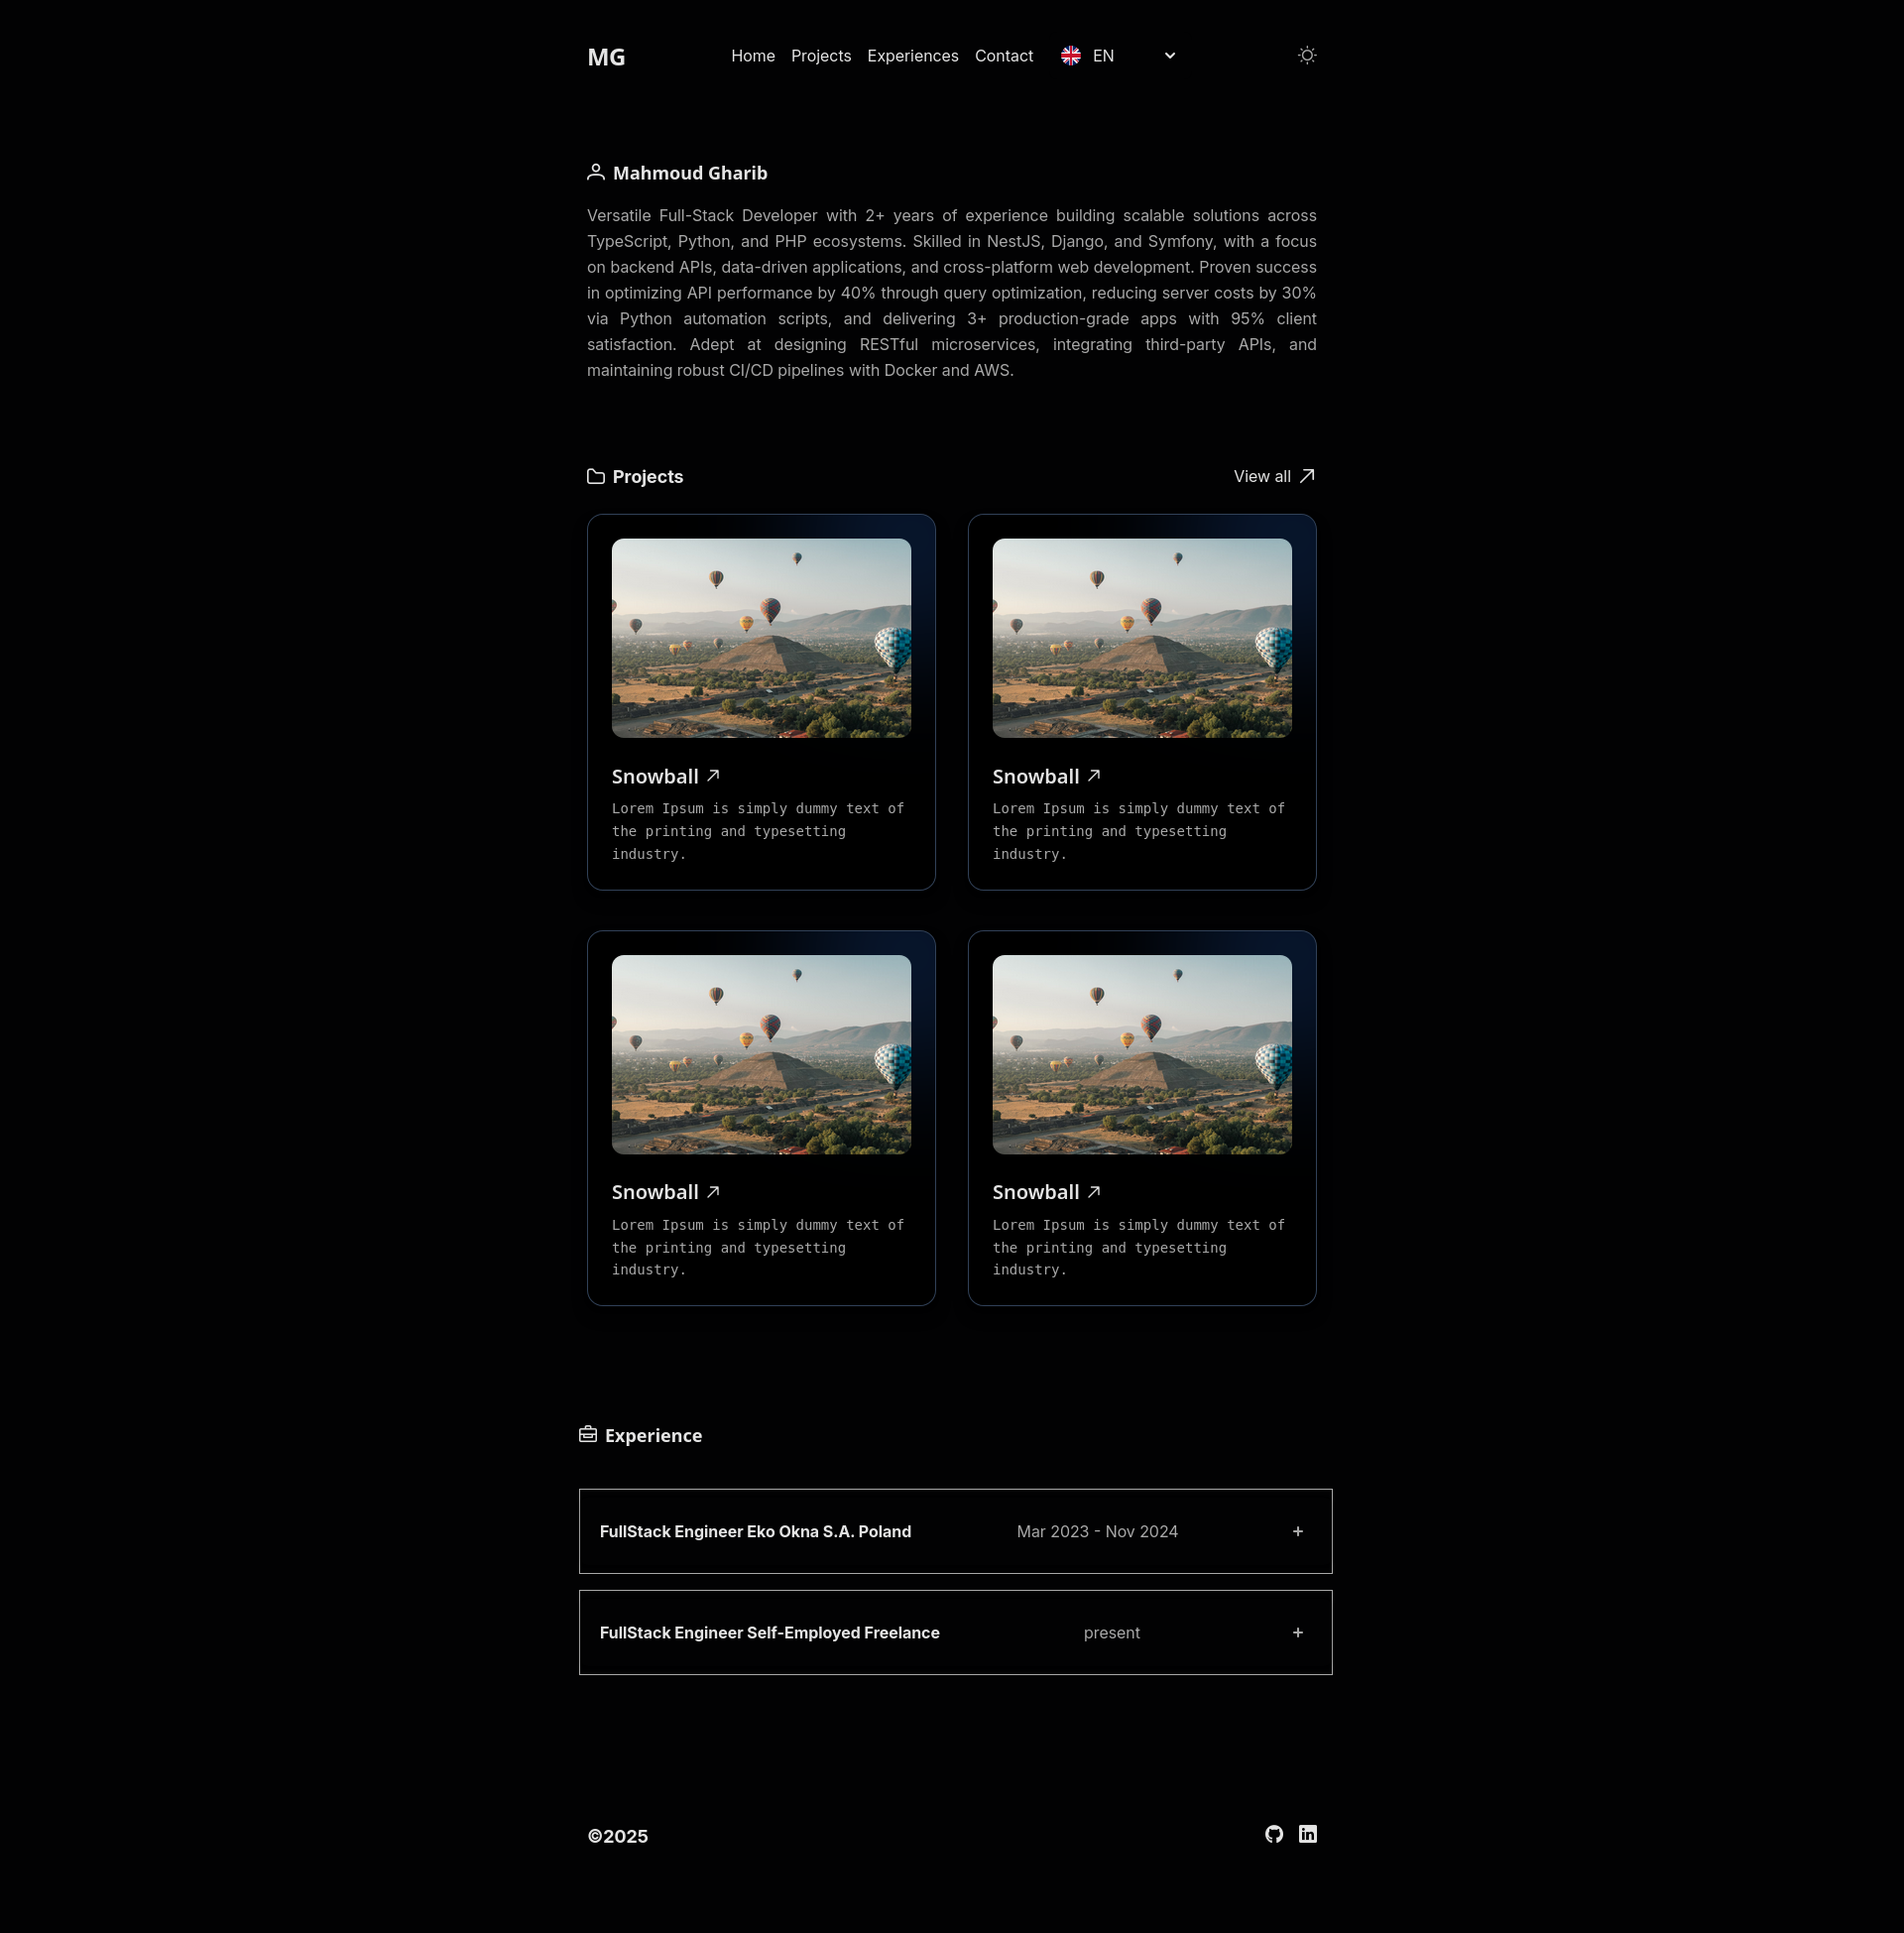 MG
Home Projects Experiences Contact EN
Mahmoud Gharib
Versatile Full-Stack Developer with 2+ years of experience building scalable solutions across
TypeScript, Python, and PHP ecosystems. Skilled in NestJS, Django, and Symfony, with a focus
on backend APIs, data-driven applications, and cross-platform web development. Proven success
in optimizing API performance by 40% through query optimization, reducing server costs by 30%
via Python automation scripts, and delivering 3+ production-grade apps with 95% client
satisfaction. Adept at designing RESTful microservices, integrating third-party APIs, and
maintaining robust CI/CD pipelines with Docker and AWS.
Projects
View all
Snowball
Lorem Ipsum is simply dummy text of
the printing and typesetting
industry.
Snowball
Lorem Ipsum is simply dummy text of
the printing and typesetting
industry.
Snowball
Lorem Ipsum is simply dummy text of
the printing and typesetting
industry.
Snowball
Lorem Ipsum is simply dummy text of
the printing and typesetting
industry.
Experience
FullStack Engineer Eko Okna S.A. Poland Mar 2023 - Nov 2024 +
FullStack Engineer Self-Employed Freelance present +
©2025